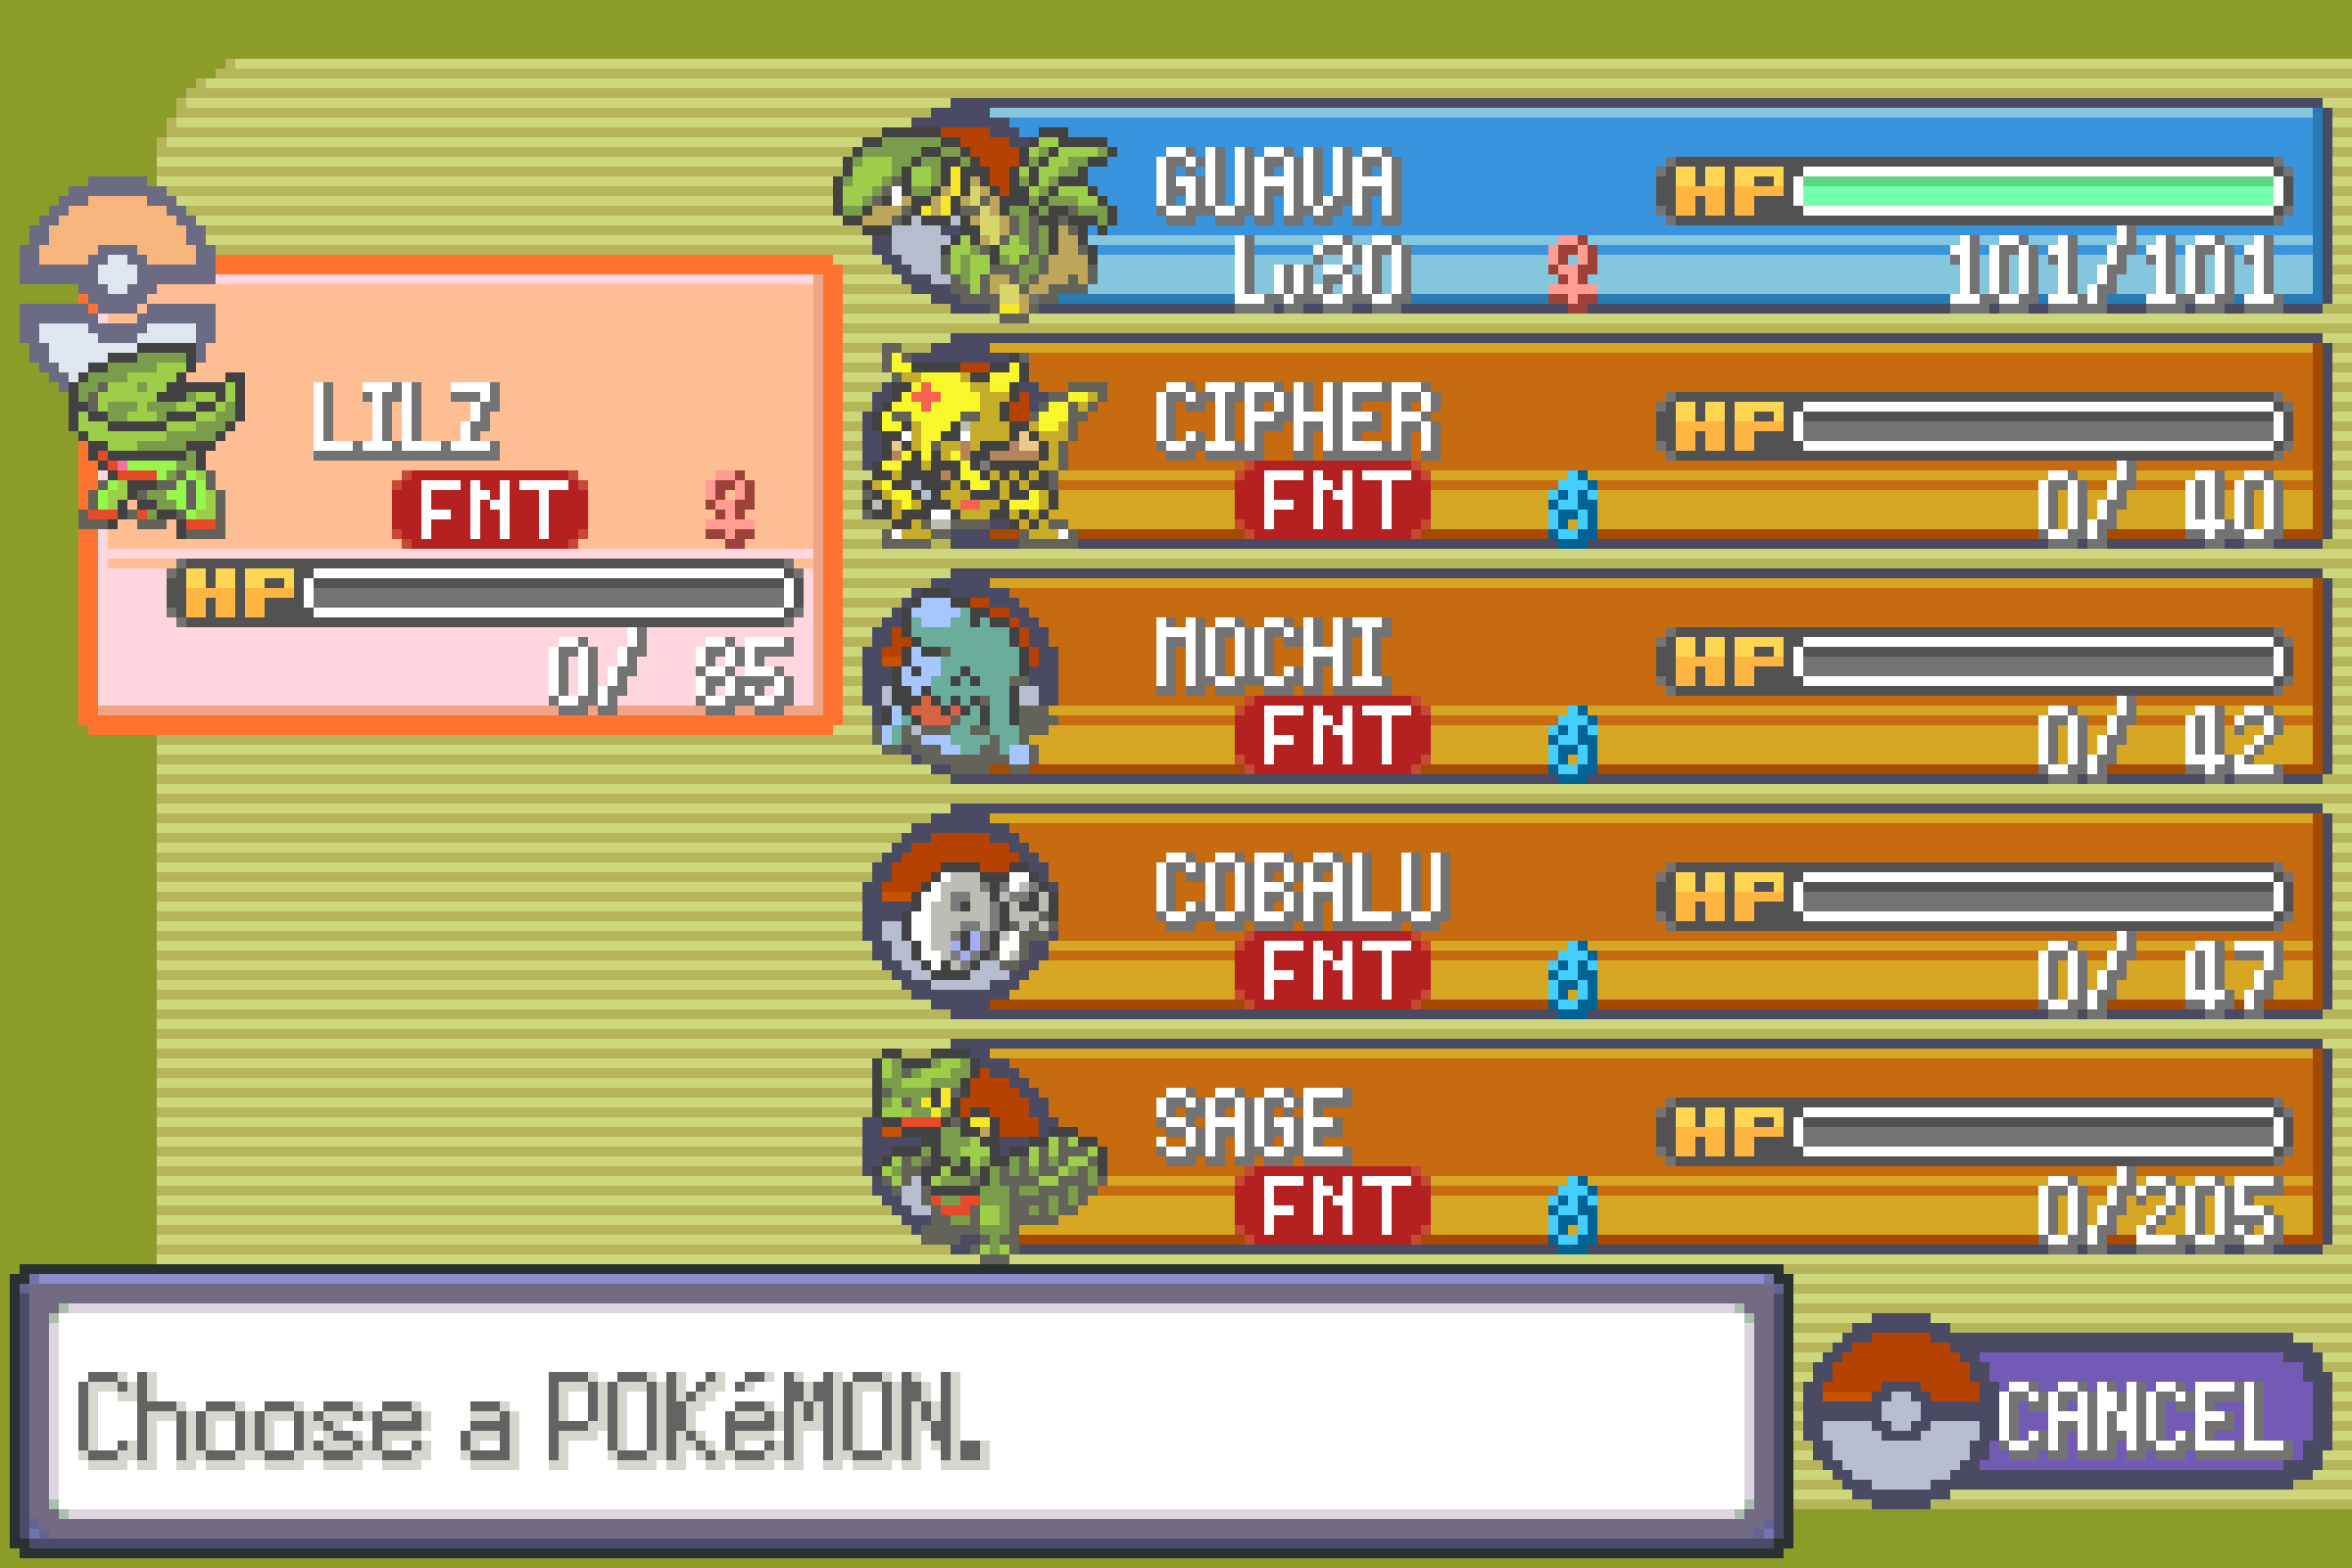 LILZ
FNT ♀
HP
0/ 85
GUAVA
HP
Lv30 ♀
101/101
CIPHER
HP
FNT ♂
0/ 40
MOCHI
HP
FNT ♂
0/ 42
COBALU
HP
FNT ♂
0/ 47
SAGE
HP
FNT ♂
0/205
Choose a POKéMON.
CANCEL